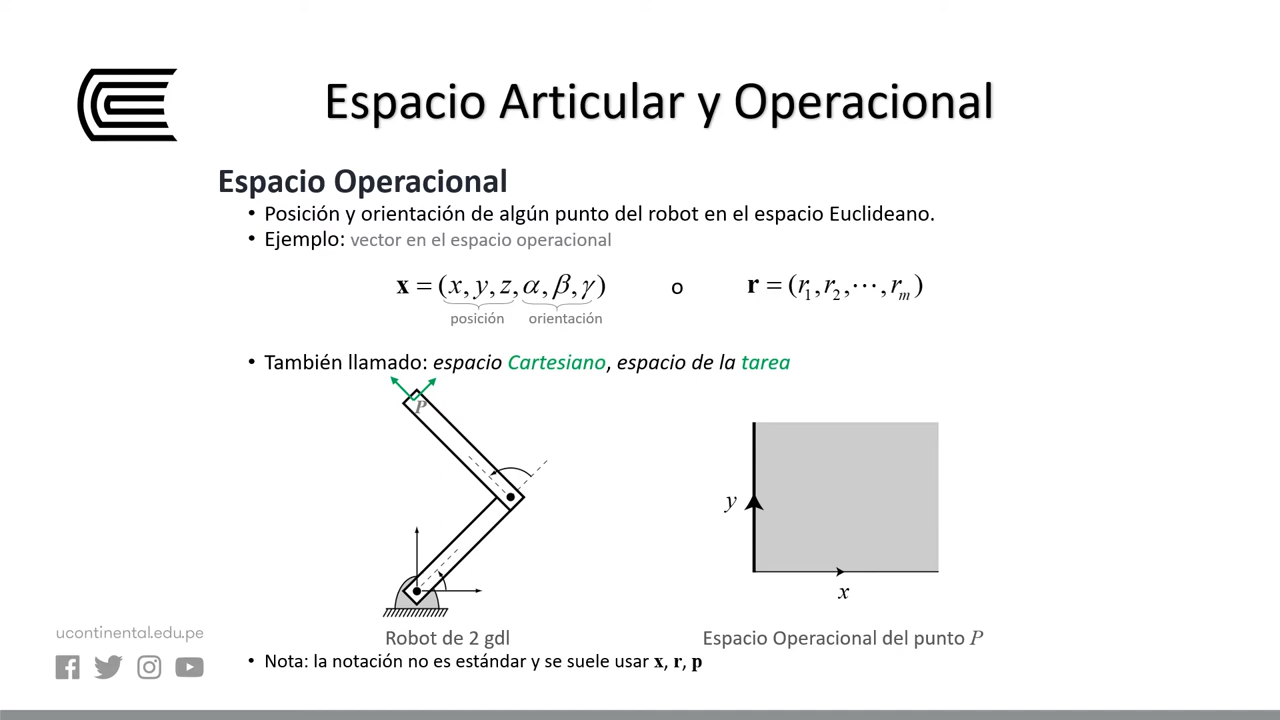 Espacio Articular y Operacional
Espacio Operacional
• Posición y orientación de algún punto del robot en el espacio Euclideano.
• Ejemplo: vector en el espacio operacional
x = (x, y, z, α, β, γ) o r = (r₁, r₂, ⋯, rₘ)
posición orientación
• También llamado: espacio Cartesiano, espacio de la tarea
P
y
x
Robot de 2 gdl
Espacio Operacional del punto P
• Nota: la notación no es estándar y se suele usar x, r, p
ucontinental.edu.pe